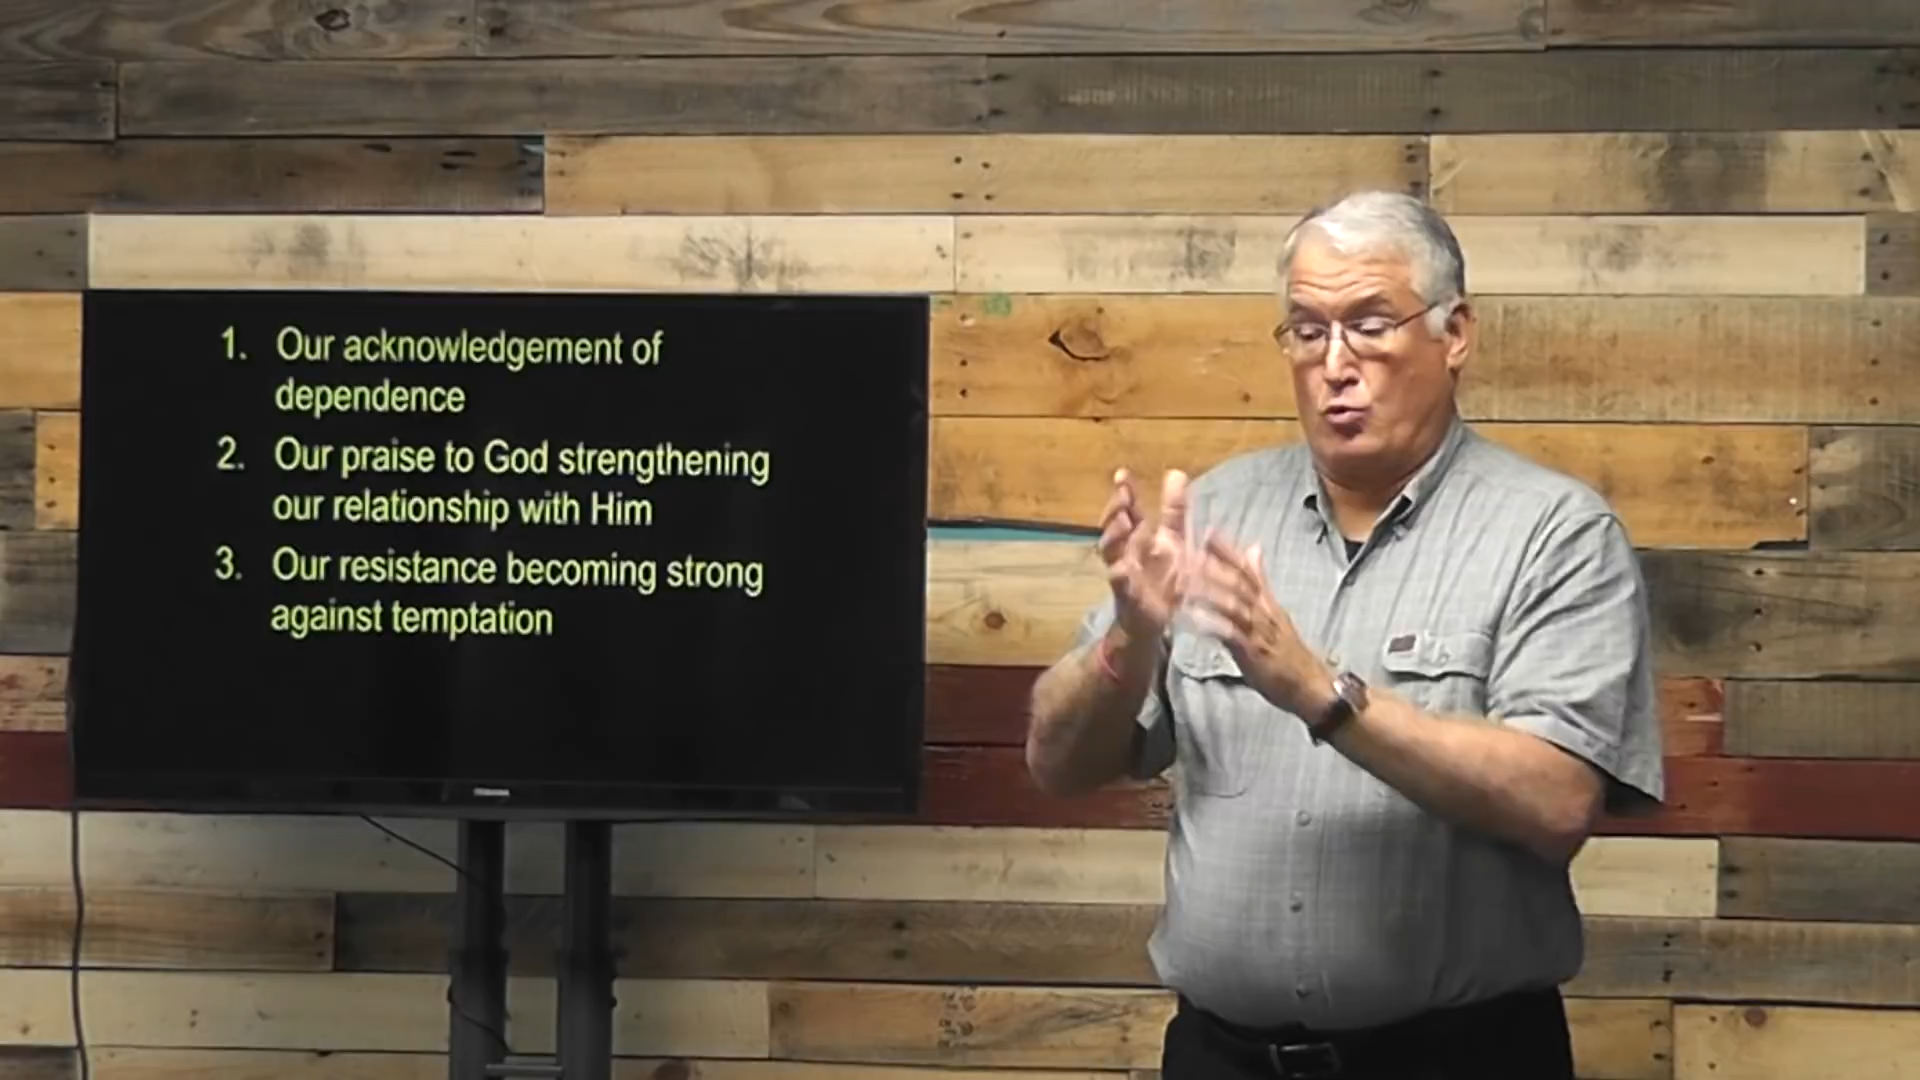 1. Our acknowledgement of
dependence
2. Our praise to God strengthening
our relationship with Him
3. Our resistance becoming strong
against temptation
TOSHIBA